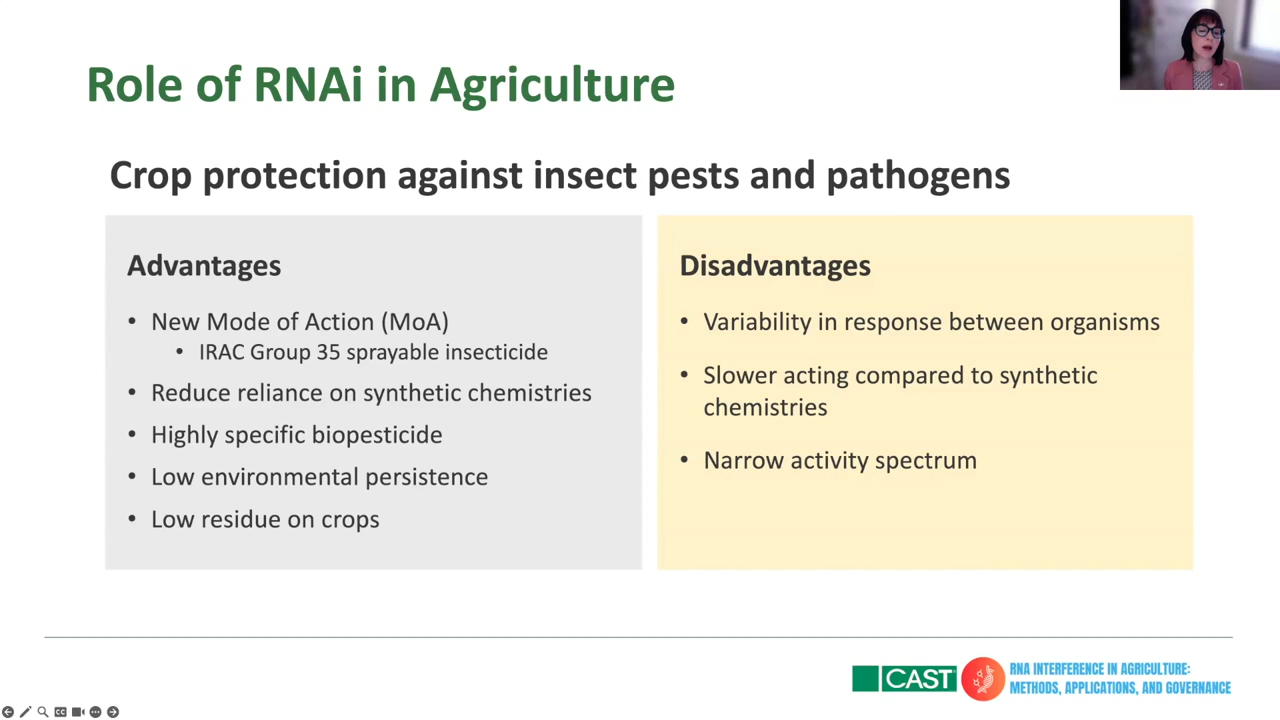 Role of RNAi in Agriculture
Crop protection against insect pests and pathogens
Advantages
• New Mode of Action (MoA)
• IRAC Group 35 sprayable insecticide
• Reduce reliance on synthetic chemistries
• Highly specific biopesticide
• Low environmental persistence
• Low residue on crops
Disadvantages
• Variability in response between organisms
• Slower acting compared to synthetic
chemistries
• Narrow activity spectrum
CAST
RNA INTERFERENCE IN AGRICULTURE:
METHODS, APPLICATIONS, AND GOVERNANCE
CC